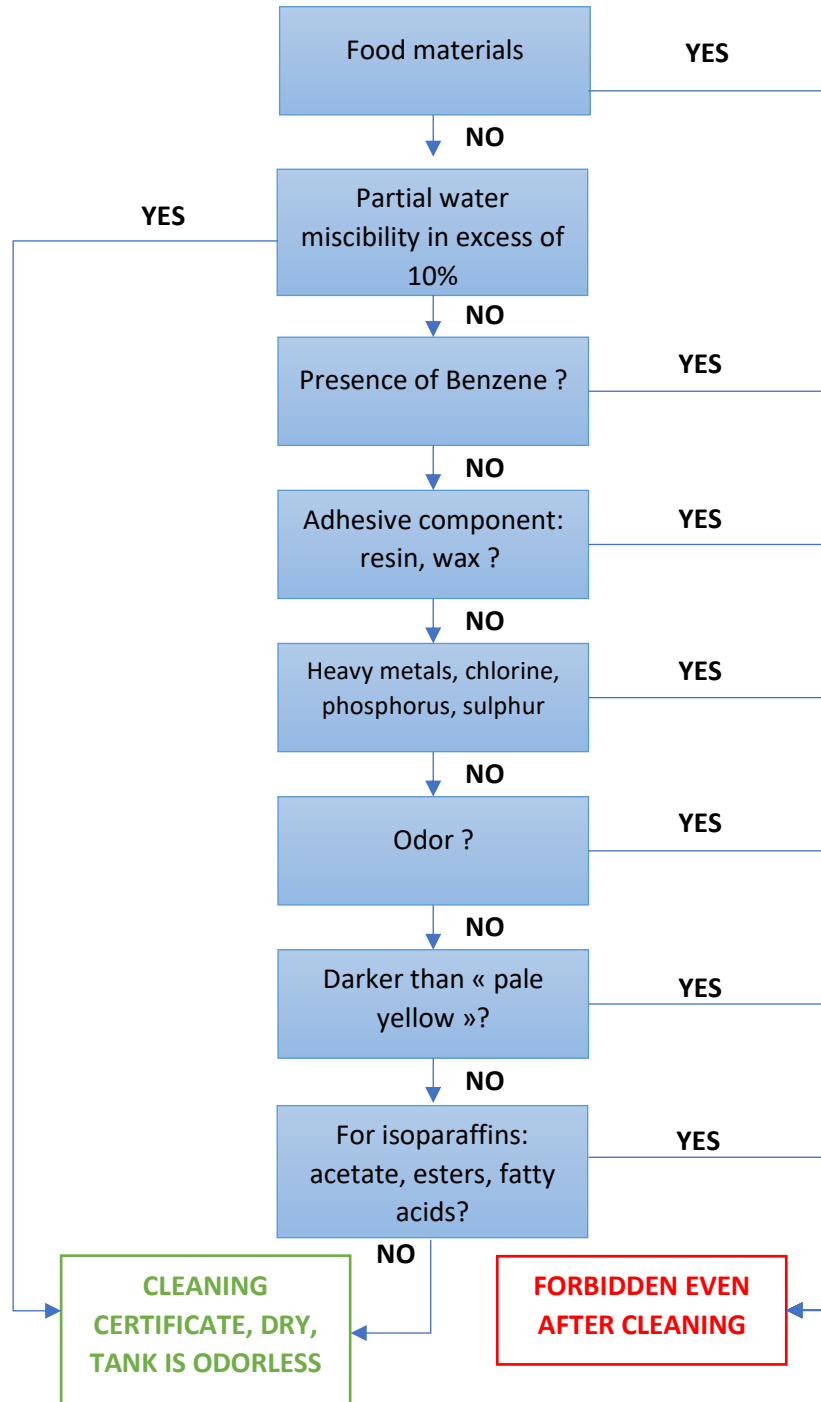 Food materials
YES
NO
Partial water
miscibility in excess of
10%
YES
NO
Presence of Benzene ?
YES
NO
Adhesive component:
resin, wax ?
YES
NO
Heavy metals, chlorine,
phosphorus, sulphur
YES
NO
Odor ?
YES
NO
Darker than « pale
yellow »?
YES
NO
For isoparaffins:
acetate, esters, fatty
acids?
YES
NO
CLEANING
CERTIFICATE, DRY,
TANK IS ODORLESS
FORBIDDEN EVEN
AFTER CLEANING